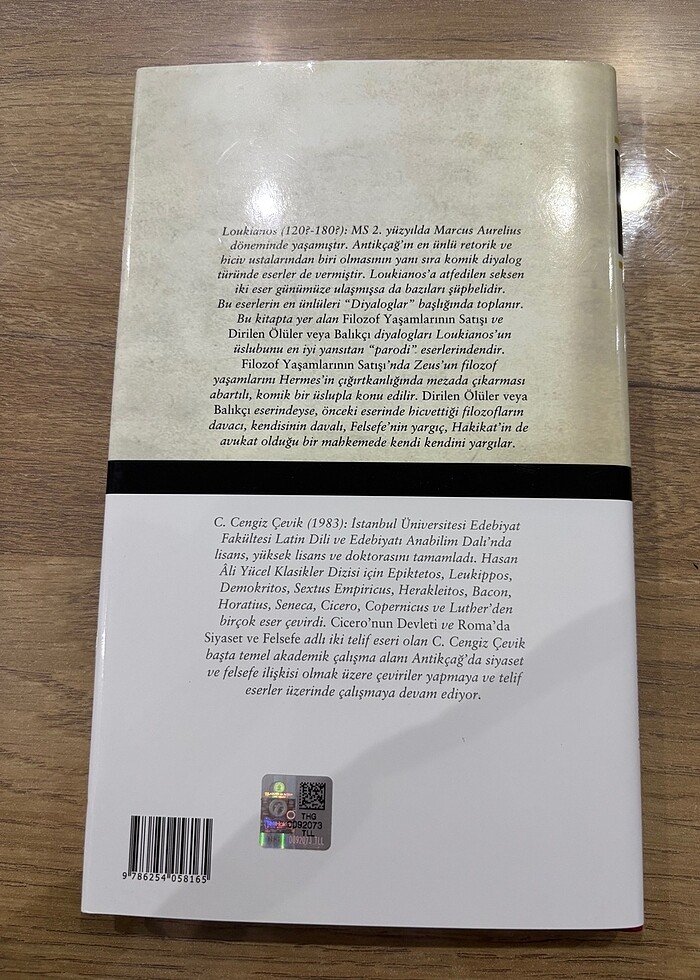 Loukianos (120?-180?): MS 2. yüzyılda Marcus Aurelius
döneminde yaşamıştır. Antikçağ'ın en ünlü retorik ve
hiciv ustalarından biri olmasının yanı sıra komik diyalog
türünde eserler de vermiştir. Loukianos'a atfedilen seksen
iki eser günümüze ulaşmışsa da bazıları şüphelidir.
Bu eserlerin en ünlüleri “Diyaloglar” başlığında toplanır.
Bu kitapta yer alan Filozof Yaşamlarının Satışı ve
Dirilen Ölüler veya Balıkçı diyalogları Loukianos'un
üslubunu en iyi yansıtan “parodi” eserlerindendir.
Filozof Yaşamlarının Satışı'nda Zeus'un filozof
yaşamlarını Hermes'in çığırtkanlığında mezada çıkarması
abartılı, komik bir üslupla konu edilir. Dirilen Ölüler veya
Balıkçı eserindeyse, önceki eserinde hicvettiği filozofların
davacı, kendisinin davalı, Felsefe'nin yargıç, Hakikat'in de
avukat olduğu bir mahkemede kendi kendini yargılar.
C. Cengiz Çevik (1983): İstanbul Üniversitesi Edebiyat
Fakültesi Latin Dili ve Edebiyatı Anabilim Dalı'nda
lisans, yüksek lisans ve doktorasını tamamladı. Hasan
Âli Yücel Klasikler Dizisi için Epiktetos, Leukippos,
Demokritos, Sextus Empiricus, Herakleitos, Bacon,
Horatius, Seneca, Cicero, Copernicus ve Luther'den
birçok eser çevirdi. Cicero'nun Devleti ve Roma'da
Siyaset ve Felsefe adlı iki telif eseri olan C. Cengiz Çevik
başta temel akademik çalışma alanı Antikçağ'da siyaset
ve felsefe ilişkisi olmak üzere çeviriler yapmaya ve telif
eserler üzerinde çalışmaya devam ediyor.
THG
0092073
TLL
0092073 TLL
9 786254 058165